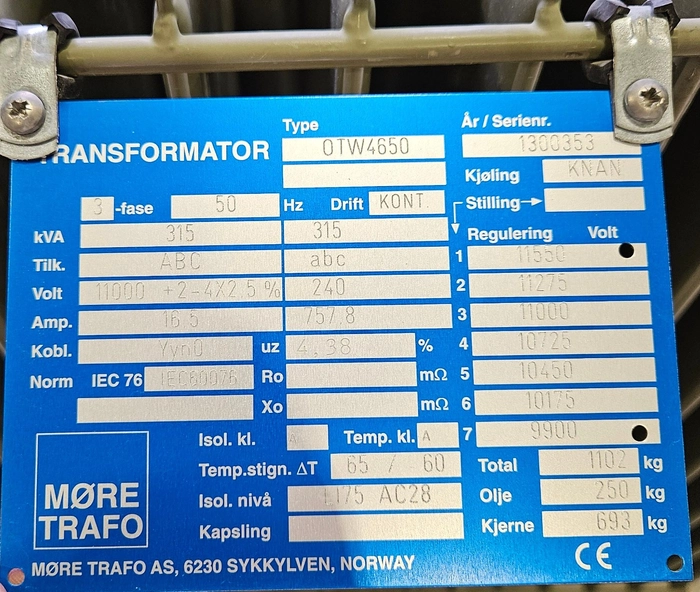 TRANSFORMATOR
Type OTW4650
År / Serienr. 1300353
Kjøling KNAN
3 -fase 50 Hz Drift KONT.
Stilling
kVA 315 315
Regulering Volt
Tilk. ABC abc
1 11550
Volt 11000 +2-4X2.5 % 240
2 11275
Amp. 16.5 757.8
3 11000
Kobl. Yyn0 uz 4,38 %
4 10725
Norm IEC 76 IEC60076 Ro mΩ
5 10450
Xo mΩ
6 10175
Isol. kl. A Temp. kl. A
7 9900
Temp.stign. ΔT 65 / 60
Total 1102 kg
Isol. nivå LI75 AC28
Olje 250 kg
Kapsling
Kjerne 693 kg
MØRE
TRAFO
MØRE TRAFO AS, 6230 SYKKYLVEN, NORWAY
CE